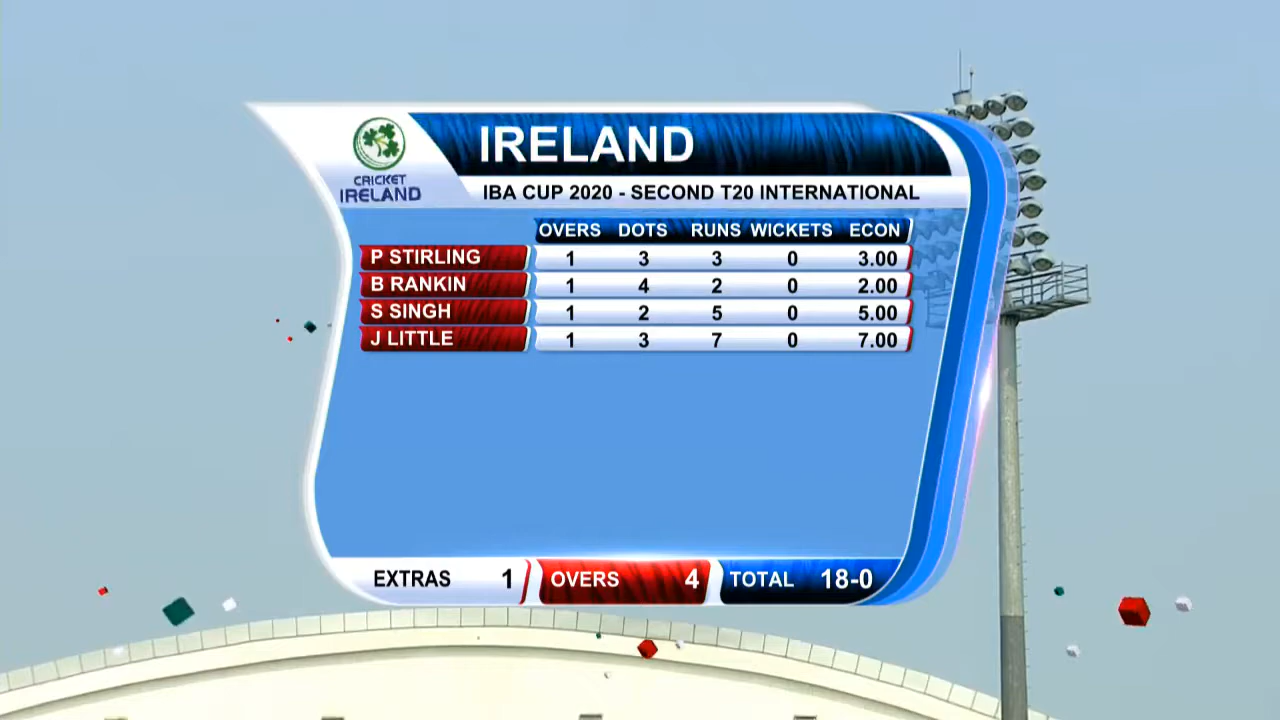 IRELAND
CRICKET
IRELAND
IBA CUP 2020 - SECOND T20 INTERNATIONAL
OVERS DOTS RUNS WICKETS ECON
P STIRLING 1 3 3 0 3.00
B RANKIN 1 4 2 0 2.00
S SINGH 1 2 5 0 5.00
J LITTLE 1 3 7 0 7.00
EXTRAS 1 OVERS 4 TOTAL 18-0